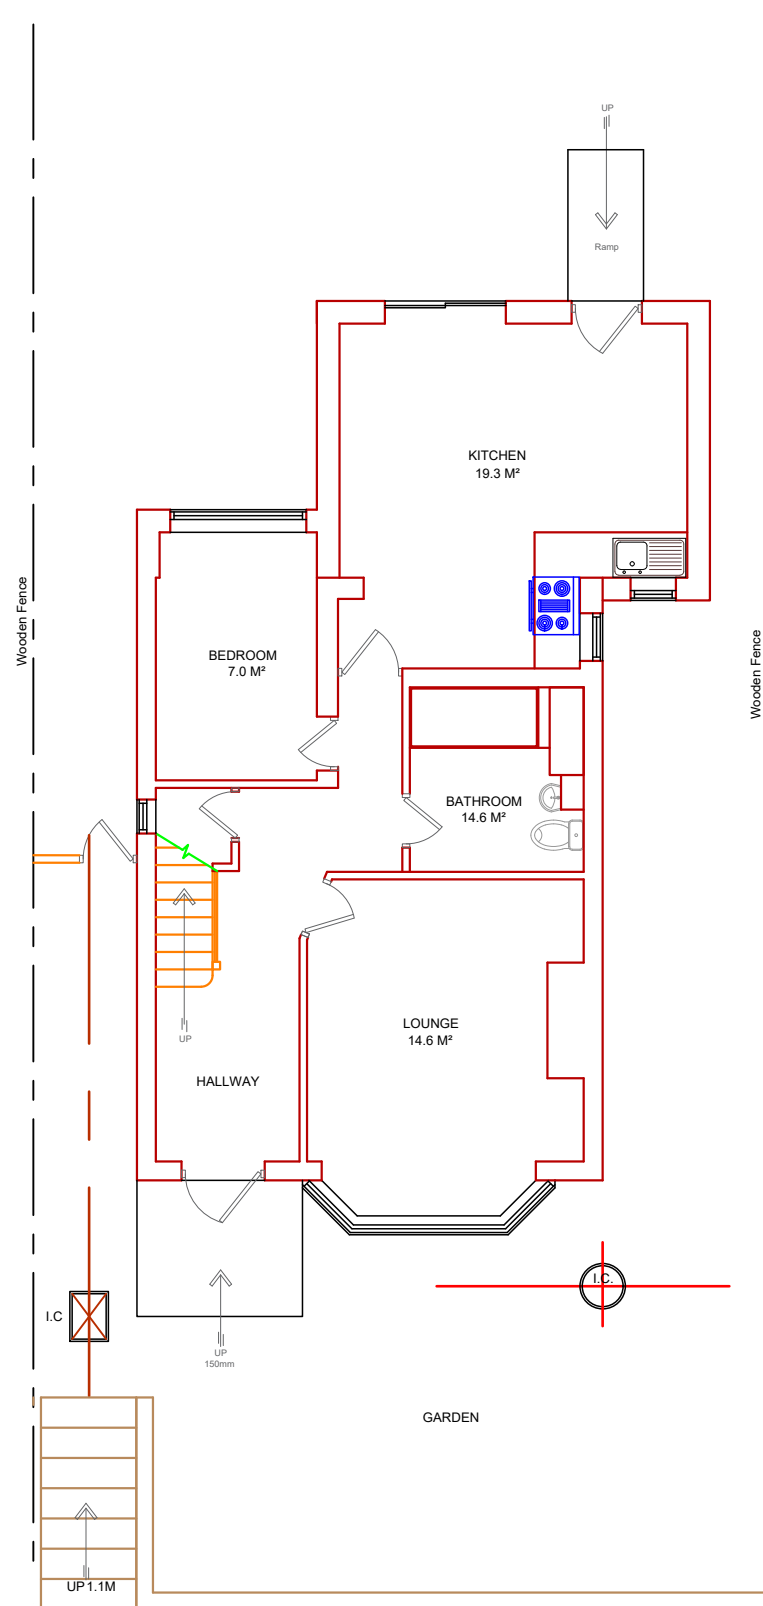 UP
Ramp
KITCHEN
19.3 M²
Wooden Fence
BEDROOM
7.0 M²
Wooden Fence
BATHROOM
14.6 M²
LOUNGE
14.6 M²
UP
HALLWAY
I.C.
I.C
UP
150mm
GARDEN
UP 1.1M